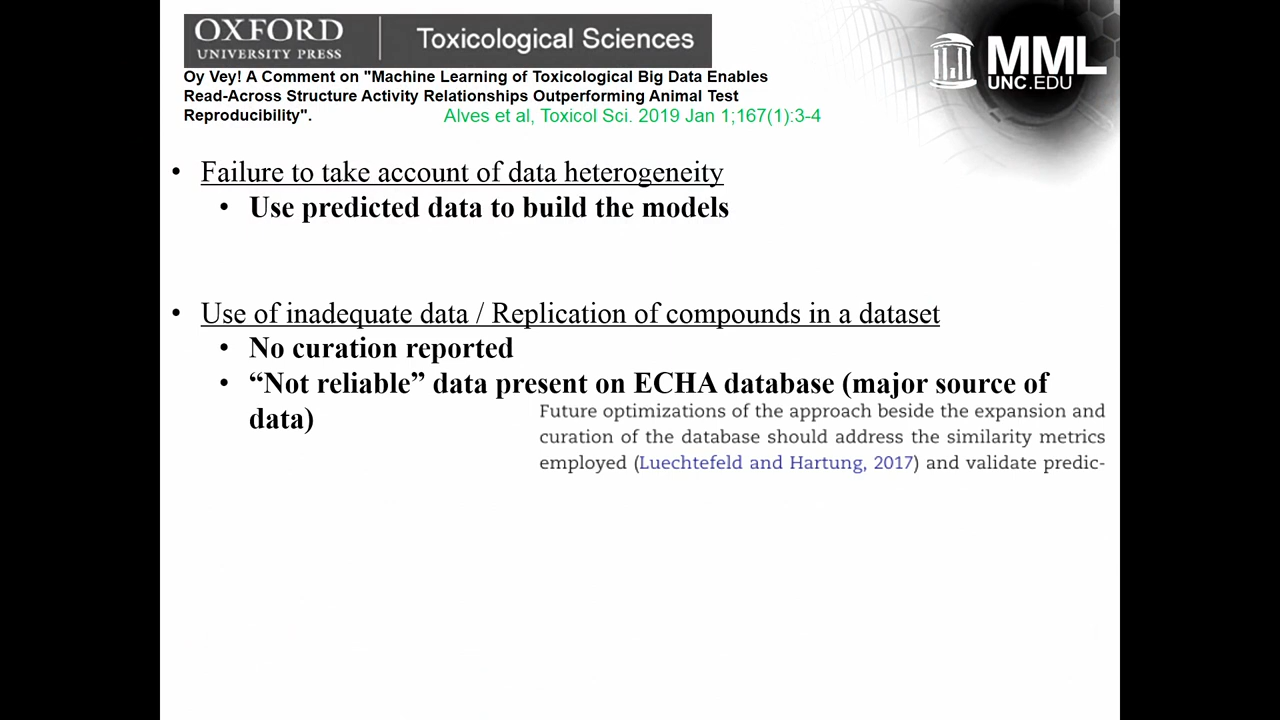 OXFORD
UNIVERSITY PRESS
Toxicological Sciences
MML
UNC.EDU
Oy Vey! A Comment on "Machine Learning of Toxicological Big Data Enables
Read-Across Structure Activity Relationships Outperforming Animal Test
Reproducibility".
Alves et al, Toxicol Sci. 2019 Jan 1;167(1):3-4
• Failure to take account of data heterogeneity
• Use predicted data to build the models
• Use of inadequate data / Replication of compounds in a dataset
• No curation reported
• “Not reliable” data present on ECHA database (major source of
data)
Future optimizations of the approach beside the expansion and
curation of the database should address the similarity metrics
employed (Luechtefeld and Hartung, 2017) and validate predic-